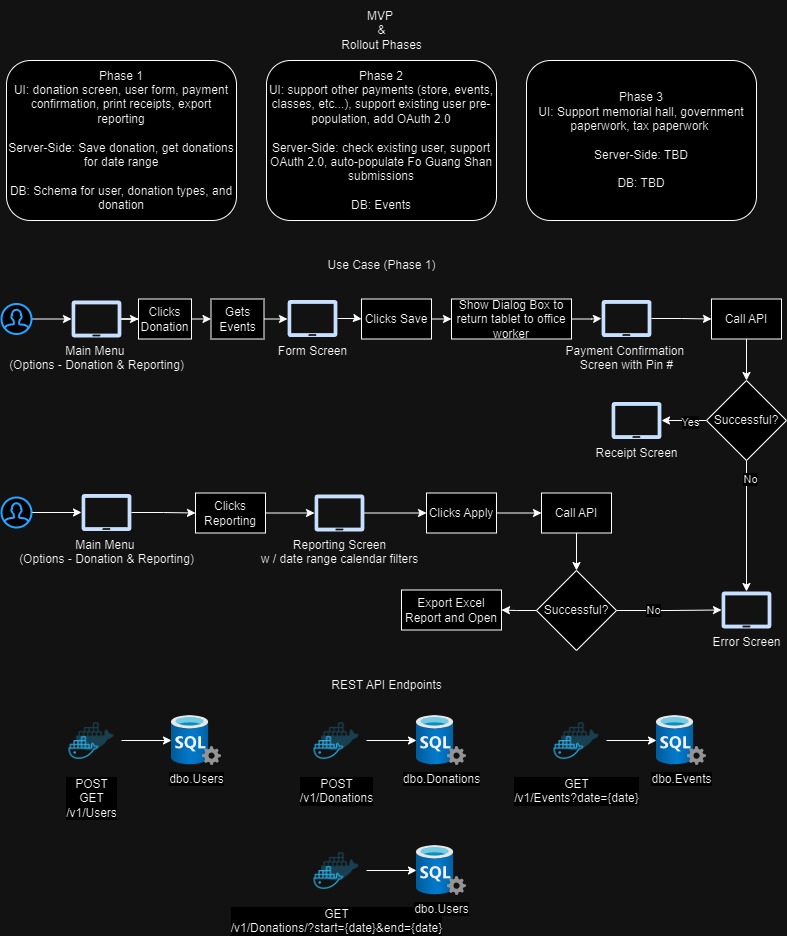 MVP
&
Rollout Phases
Phase 1
UI: donation screen, user form, payment
confirmation, print receipts, export
reporting
Server-Side: Save donation, get donations
for date range
DB: Schema for user, donation types, and
donation
Phase 2
UI: support other payments (store, events,
classes, etc...), support existing user pre-
population, add OAuth 2.0
Server-Side: check existing user, support
OAuth 2.0, auto-populate Fo Guang Shan
submissions
DB: Events
Phase 3
UI: Support memorial hall, government
paperwork, tax paperwork
Server-Side: TBD
DB: TBD
Use Case (Phase 1)
Main Menu
(Options - Donation & Reporting)
Clicks
Donation
Gets
Events
Form Screen
Clicks Save
Show Dialog Box to
return tablet to office
worker
Payment Confirmation
Screen with Pin #
Call API
Successful?
Yes
Receipt Screen
No
Main Menu
(Options - Donation & Reporting)
Clicks
Reporting
Reporting Screen
w / date range calendar filters
Clicks Apply
Call API
Successful?
Export Excel
Report and Open
No
Error Screen
REST API Endpoints
POST
GET
/v1/Users
SQL
dbo.Users
POST
/v1/Donations
SQL
dbo.Donations
GET
/v1/Events?date={date}
SQL
dbo.Events
GET
/v1/Donations/?start={date}&end={date}
SQL
dbo.Users